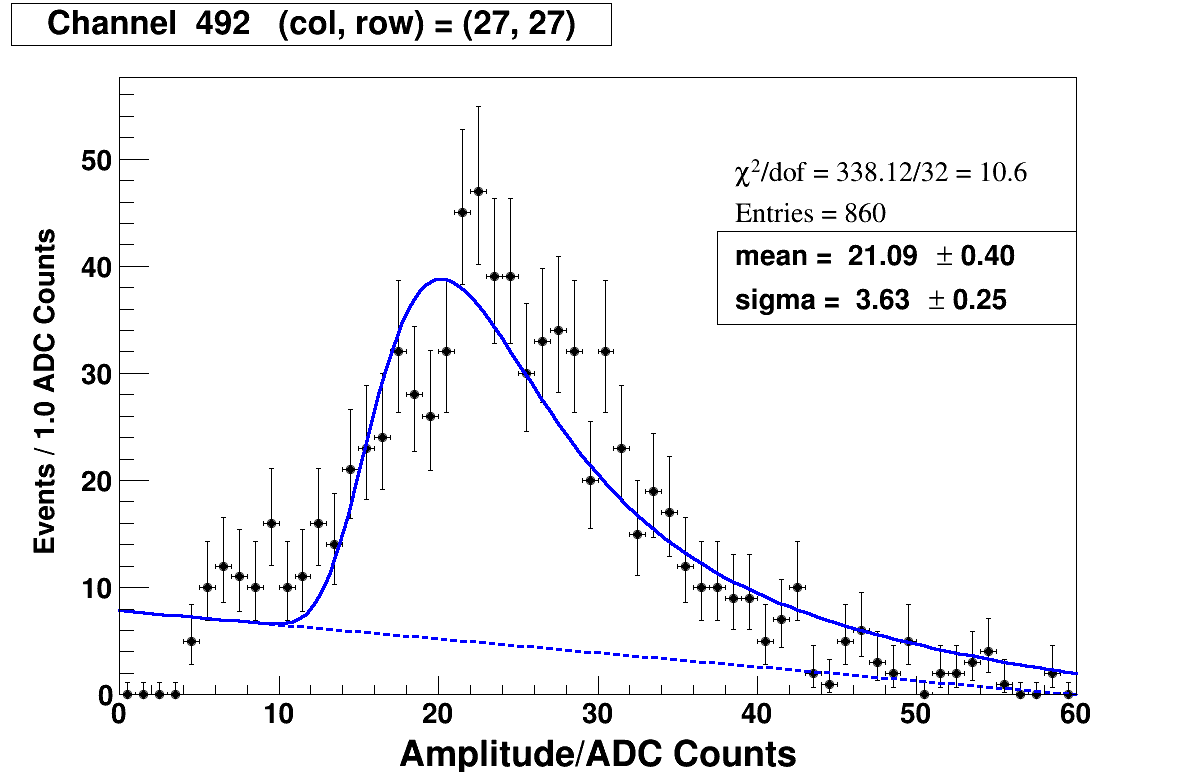 Channel 492 (col, row) = (27, 27)
χ²/dof = 338.12/32 = 10.6
Entries = 860
mean = 21.09 ± 0.40
sigma = 3.63 ± 0.25
Events / 1.0 ADC Counts
50
40
30
20
10
0
0 10 20 30 40 50 60
Amplitude/ADC Counts